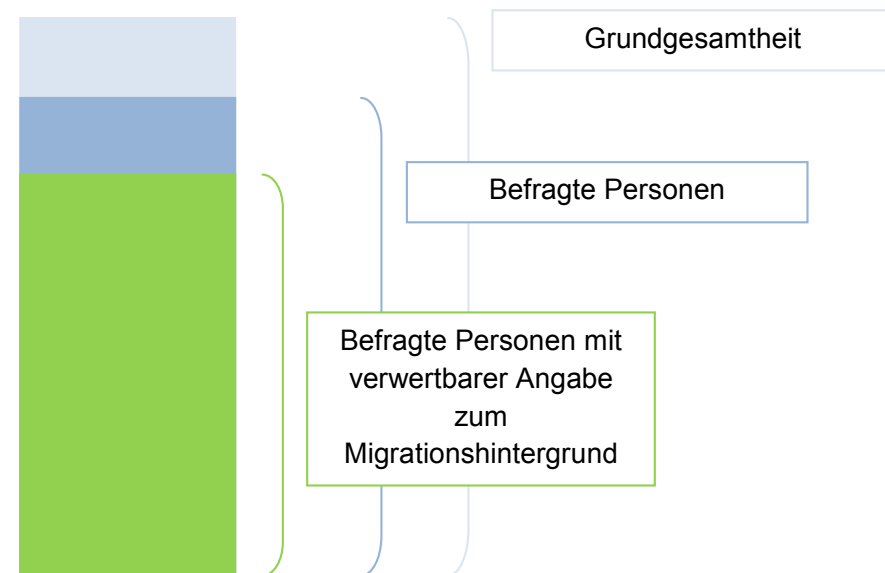 Grundgesamtheit
Befragte Personen
Befragte Personen mit
verwertbarer Angabe
zum
Migrationshintergrund